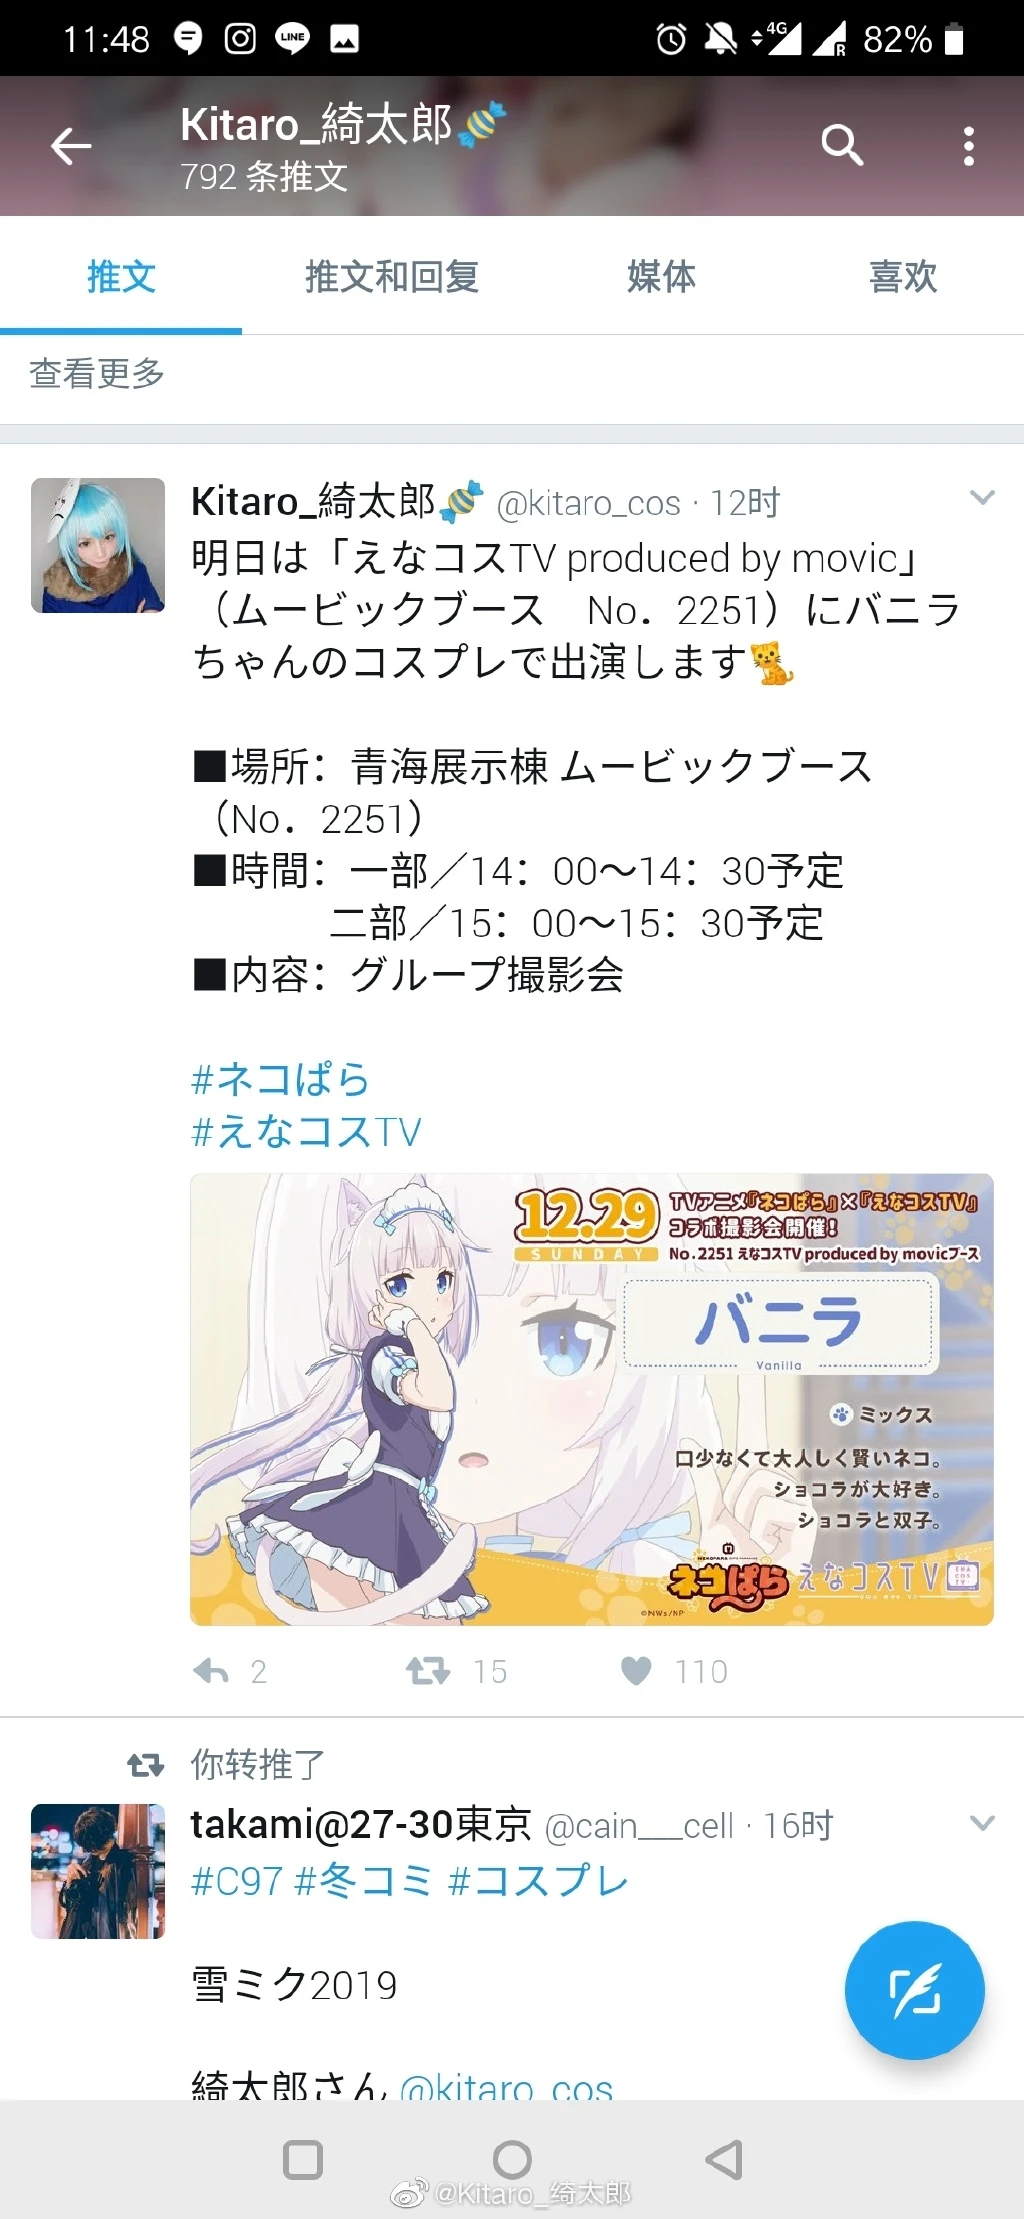 11:48
LINE
4G
R
82%
Kitaro_綺太郎
792 条推文
推文
推文和回复
媒体
喜欢
查看更多
Kitaro_綺太郎 @kitaro_cos · 12时
明日は「えなコスTV produced by movic」
（ムービックブース　No．2251）にバニラ
ちゃんのコスプレで出演します
■場所：青海展示棟 ムービックブース
（No．2251）
■時間：一部／14：00〜14：30予定
二部／15：00〜15：30予定
■内容：グループ撮影会
#ネコぱら
#えなコスTV
12.29
SUNDAY
TVアニメ『ネコぱら』×『えなコスTV』
コラボ撮影会開催！
No.2251 えなコスTV produced by movicブース
バニラ
Vanilla
ミックス
口少なくて大人しく賢いネコ。
ショコラが大好き。
ショコラと双子。
ネコぱら
えなコスTV
ENA
COS
TV
©NWs/NP
2
15
110
你转推了
takami@27-30東京 @cain___cell · 16时
#C97 #冬コミ #コスプレ
雪ミク2019
綺太郎さん @kitaro_cos
@Kitaro_绮太郎